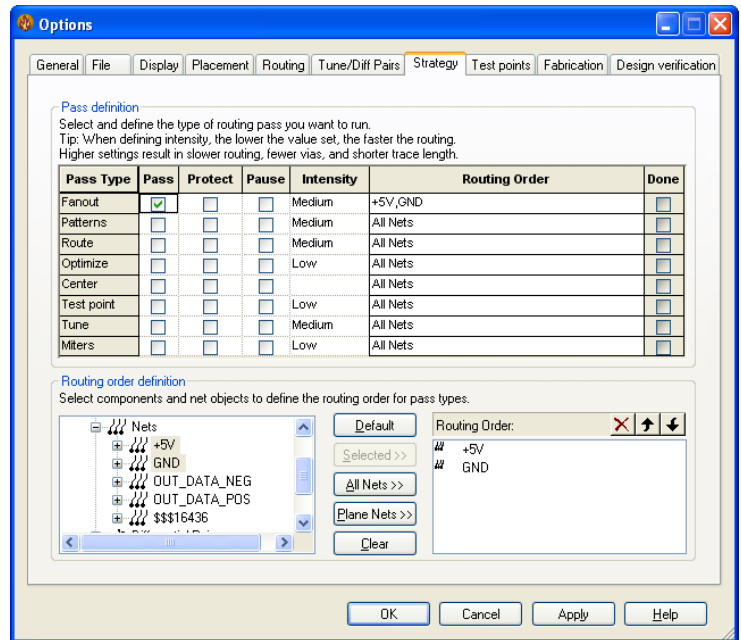 Options
General File Display Placement Routing Tune/Diff Pairs Strategy Test points Fabrication Design verification
Pass definition
Select and define the type of routing pass you want to run.
Tip: When defining intensity, the lower the value set, the faster the routing.
Higher settings result in slower routing, fewer vias, and shorter trace length.
Pass Type Pass Protect Pause Intensity Routing Order Done
Fanout Medium +5V,GND
Patterns Medium All Nets
Route Medium All Nets
Optimize Low All Nets
Center All Nets
Test point Low All Nets
Tune Medium All Nets
Miters Low All Nets
Routing order definition
Select components and net objects to define the routing order for pass types.
Nets
+5V
GND
OUT_DATA_NEG
OUT_DATA_POS
$$$16436
Default
Selected >>
All Nets >>
Plane Nets >>
Clear
Routing Order:
+5V
GND
OK Cancel Apply Help